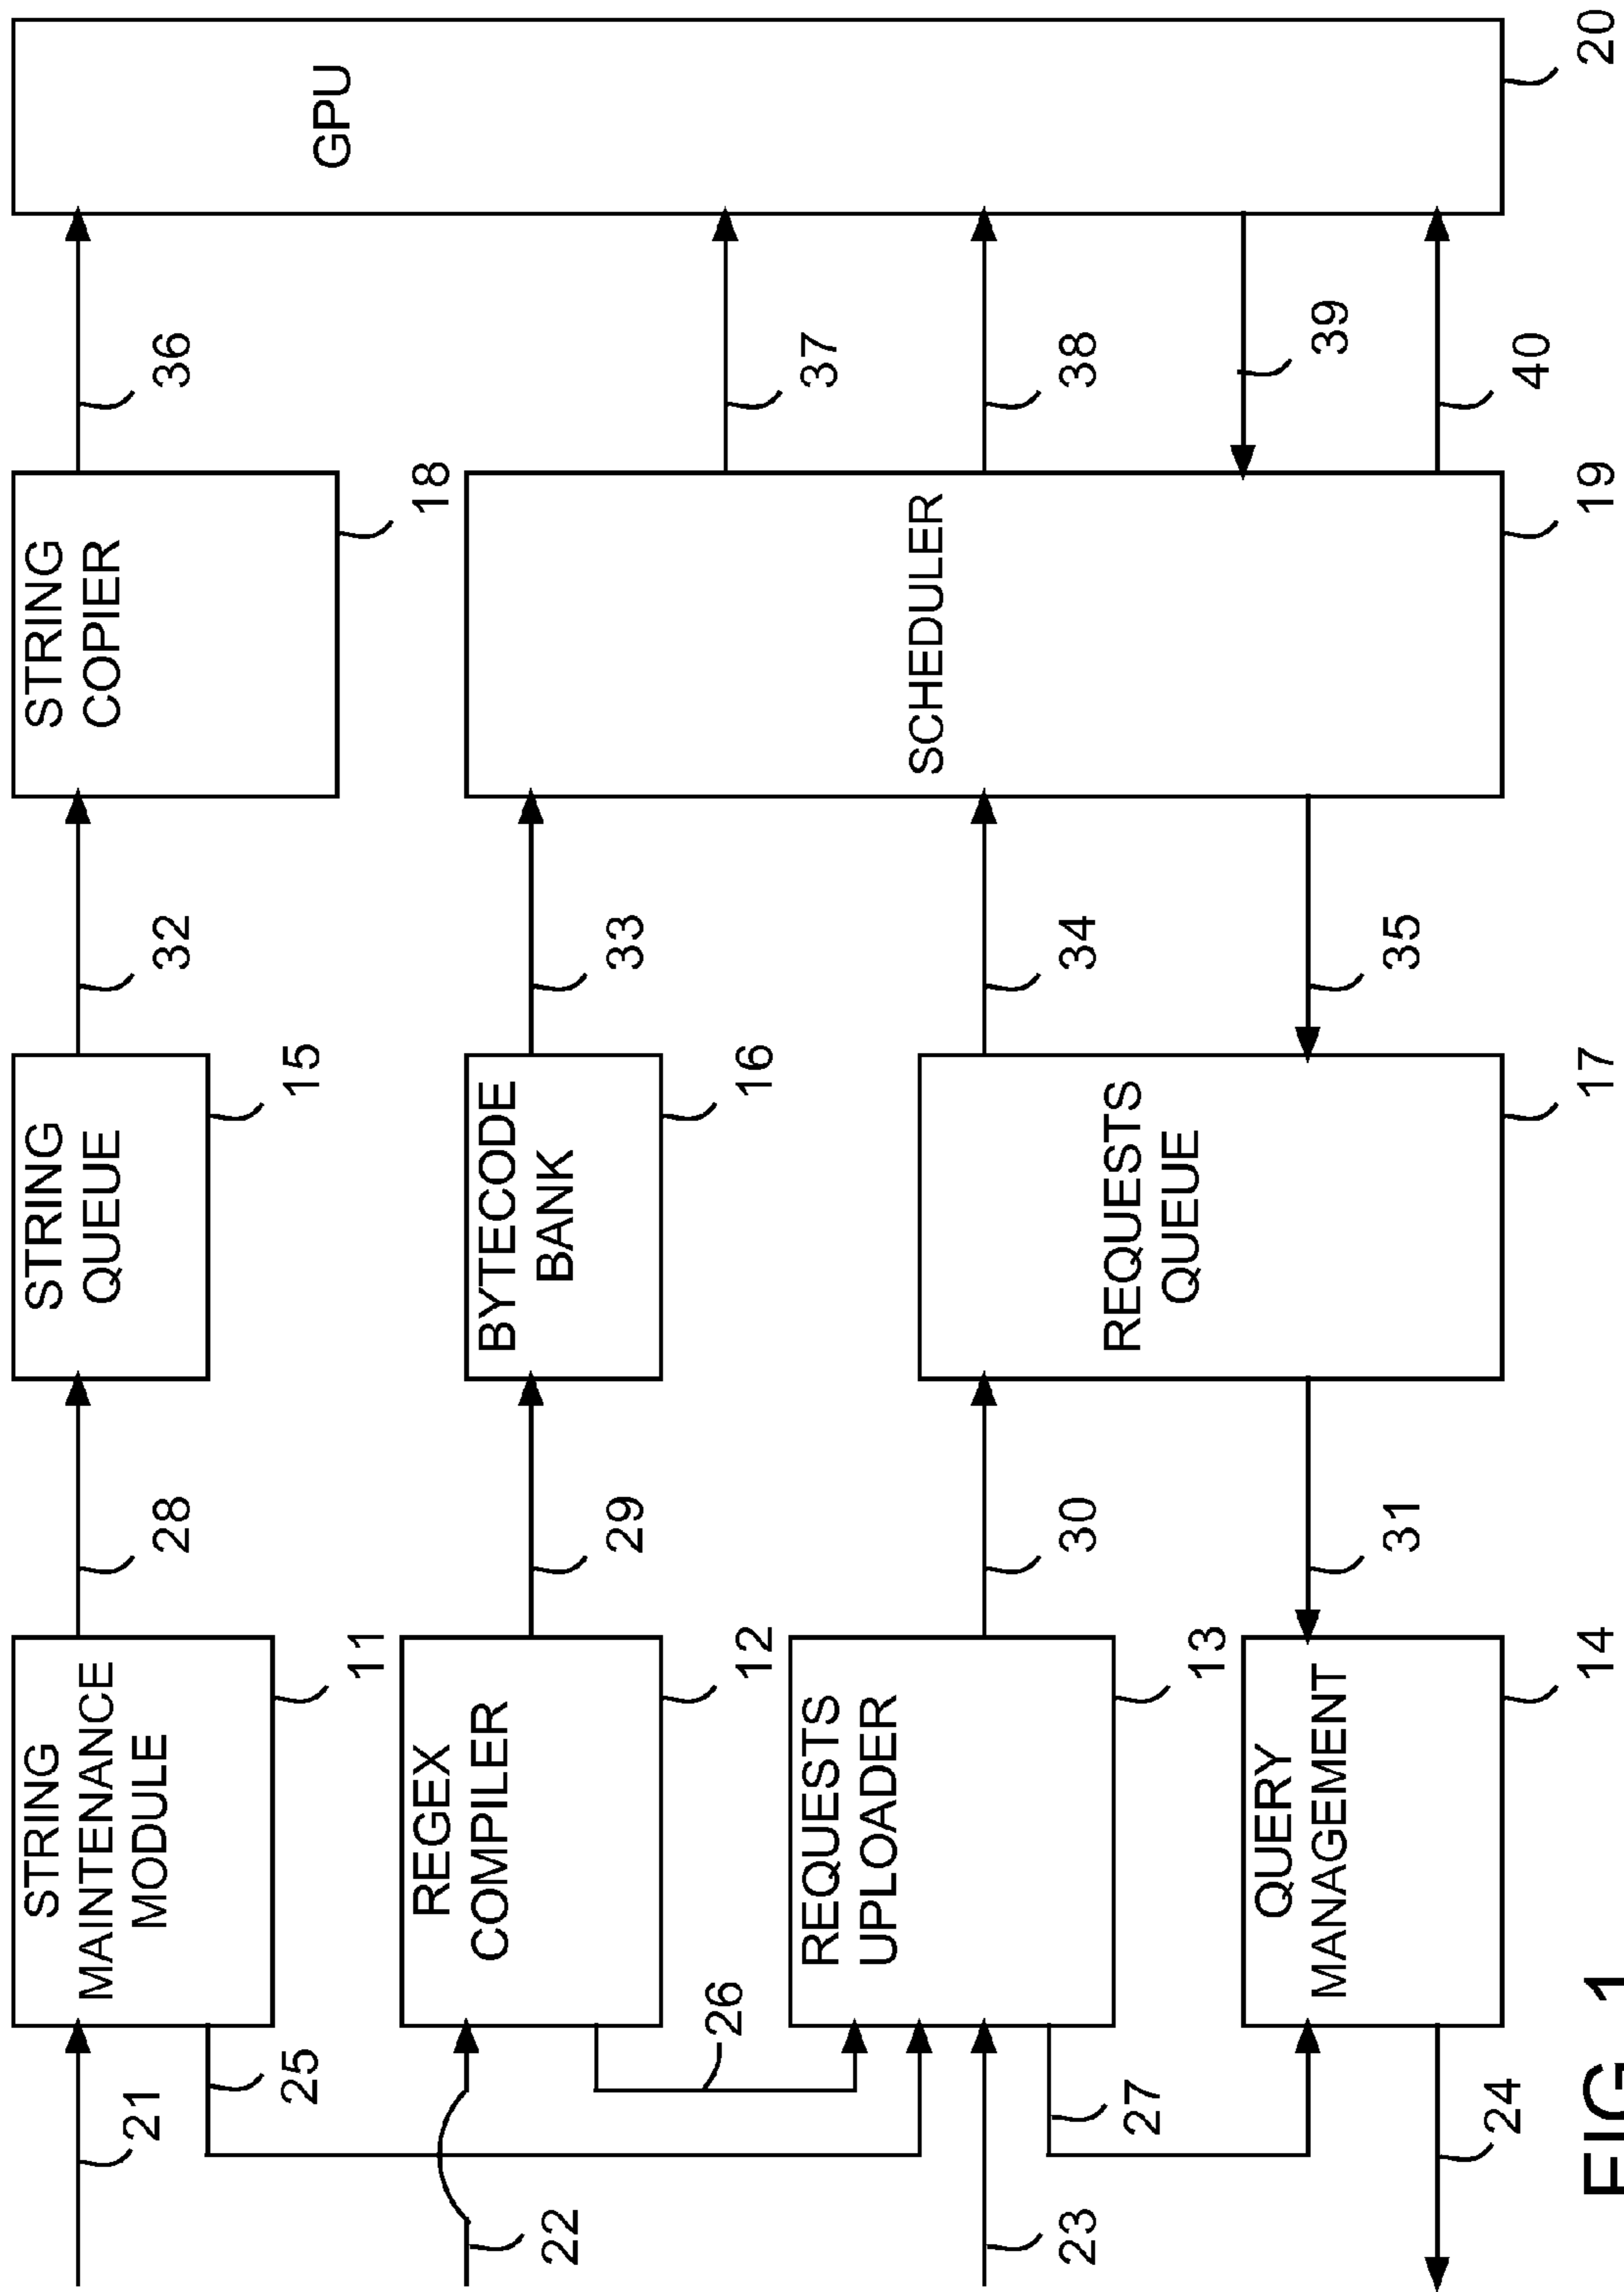 STRING
MAINTENANCE
MODULE
11
STRING
QUEUE
15
STRING
COPIER
18
GPU
20
21
25
28
32
36
REGEX
COMPILER
12
BYTECODE
BANK
16
SCHEDULER
19
22
26
29
33
37
REQUESTS
UPLOADER
13
REQUESTS
QUEUE
17
23
27
30
34
38
QUERY
MANAGEMENT
14
24
31
35
39
40
FIG. 1